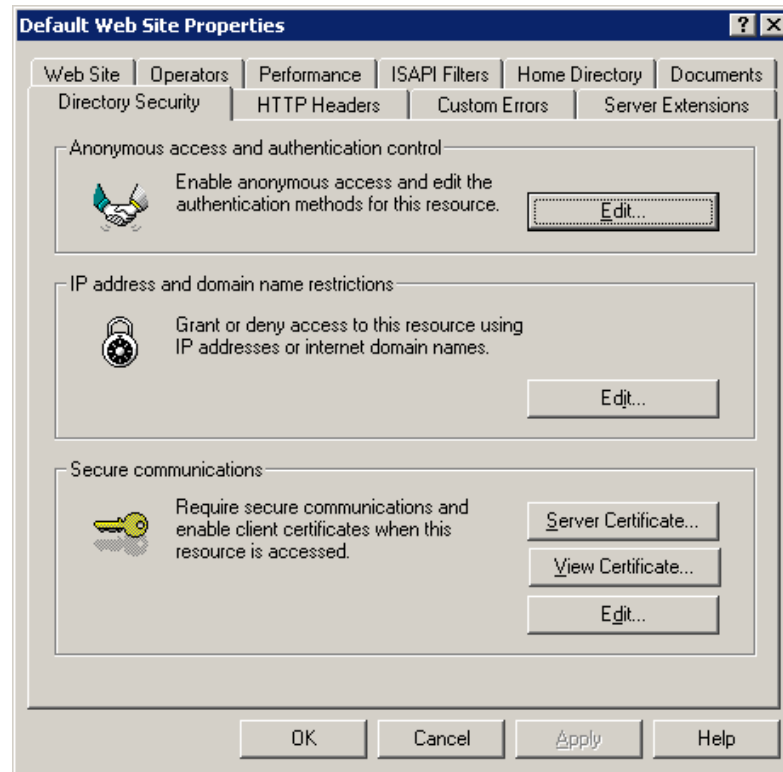 Default Web Site Properties
Web Site Operators Performance ISAPI Filters Home Directory Documents
Directory Security HTTP Headers Custom Errors Server Extensions
Anonymous access and authentication control
Enable anonymous access and edit the
authentication methods for this resource.
Edit...
IP address and domain name restrictions
Grant or deny access to this resource using
IP addresses or internet domain names.
Edit...
Secure communications
Require secure communications and
enable client certificates when this
resource is accessed.
Server Certificate...
View Certificate...
Edit...
OK Cancel Apply Help